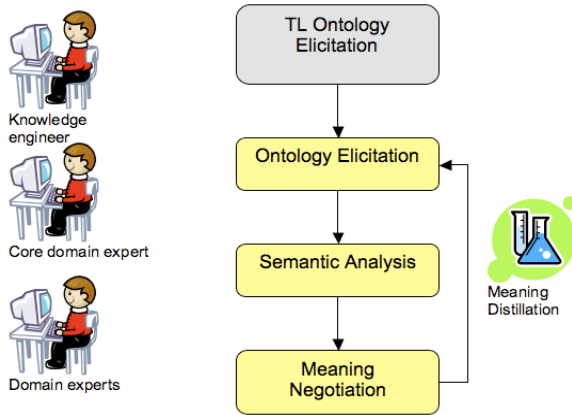 TL Ontology
Elicitation
Knowledge
engineer
Ontology Elicitation
Core domain expert
Semantic Analysis
Meaning
Distillation
Domain experts
Meaning
Negotiation